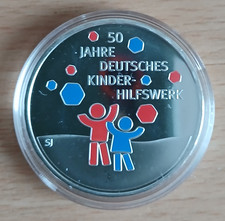 50
JAHRE
DEUTSCHES
KINDER-
HILFSWERK
SJ